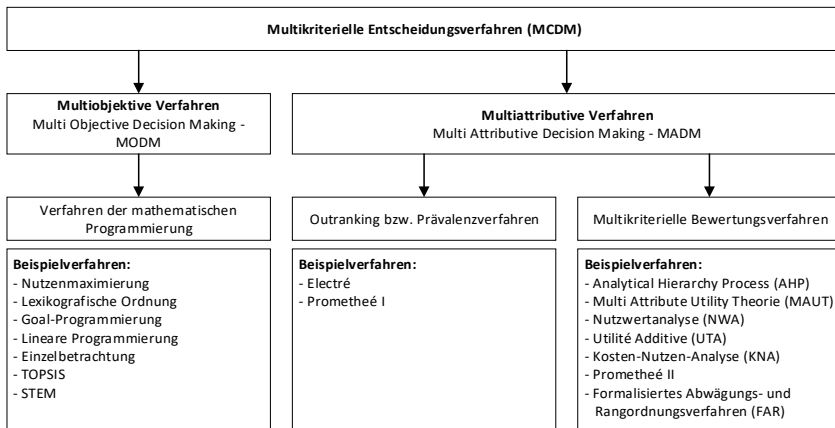 Multikriterielle Entscheidungsverfahren (MCDM)
Multiobjektive Verfahren
Multi Objective Decision Making -
MODM
Multiattributive Verfahren
Multi Attributive Decision Making - MADM
Verfahren der mathematischen
Programmierung
Outranking bzw. Prävalenzverfahren
Multikriterielle Bewertungsverfahren
Beispielverfahren:
- Nutzenmaximierung
- Lexikografische Ordnung
- Goal-Programmierung
- Lineare Programmierung
- Einzelbetrachtung
- TOPSIS
- STEM
Beispielverfahren:
- Electré
- Prometheé I
Beispielverfahren:
- Analytical Hierarchy Process (AHP)
- Multi Attribute Utility Theorie (MAUT)
- Nutzwertanalyse (NWA)
- Utilité Additive (UTA)
- Kosten-Nutzen-Analyse (KNA)
- Prometheé II
- Formalisiertes Abwägungs- und
Rangordnungsverfahren (FAR)